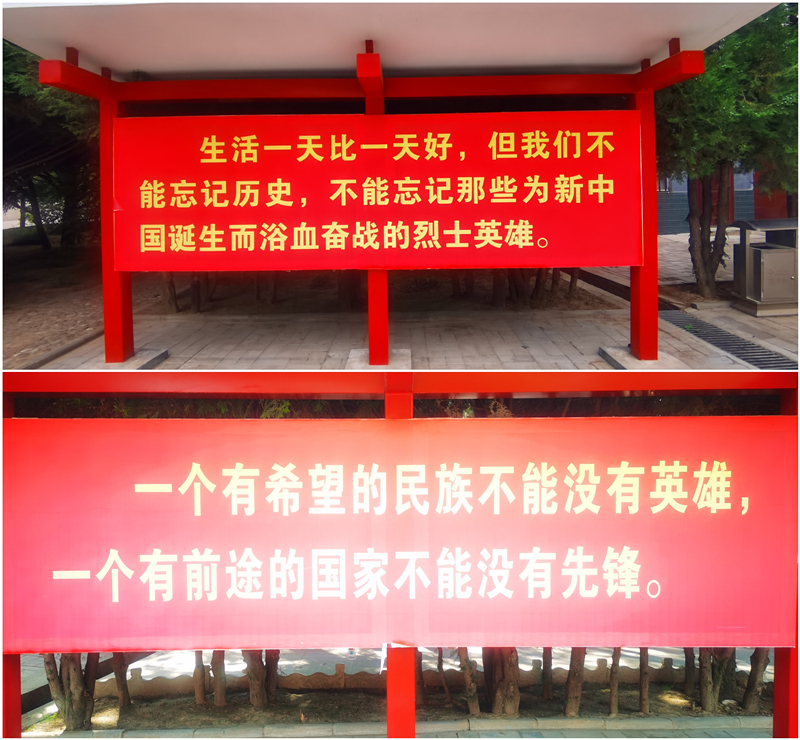 生活一天比一天好，但我们不
能忘记历史，不能忘记那些为新中
国诞生而浴血奋战的烈士英雄。
一个有希望的民族不能没有英雄，
一个有前途的国家不能没有先锋。